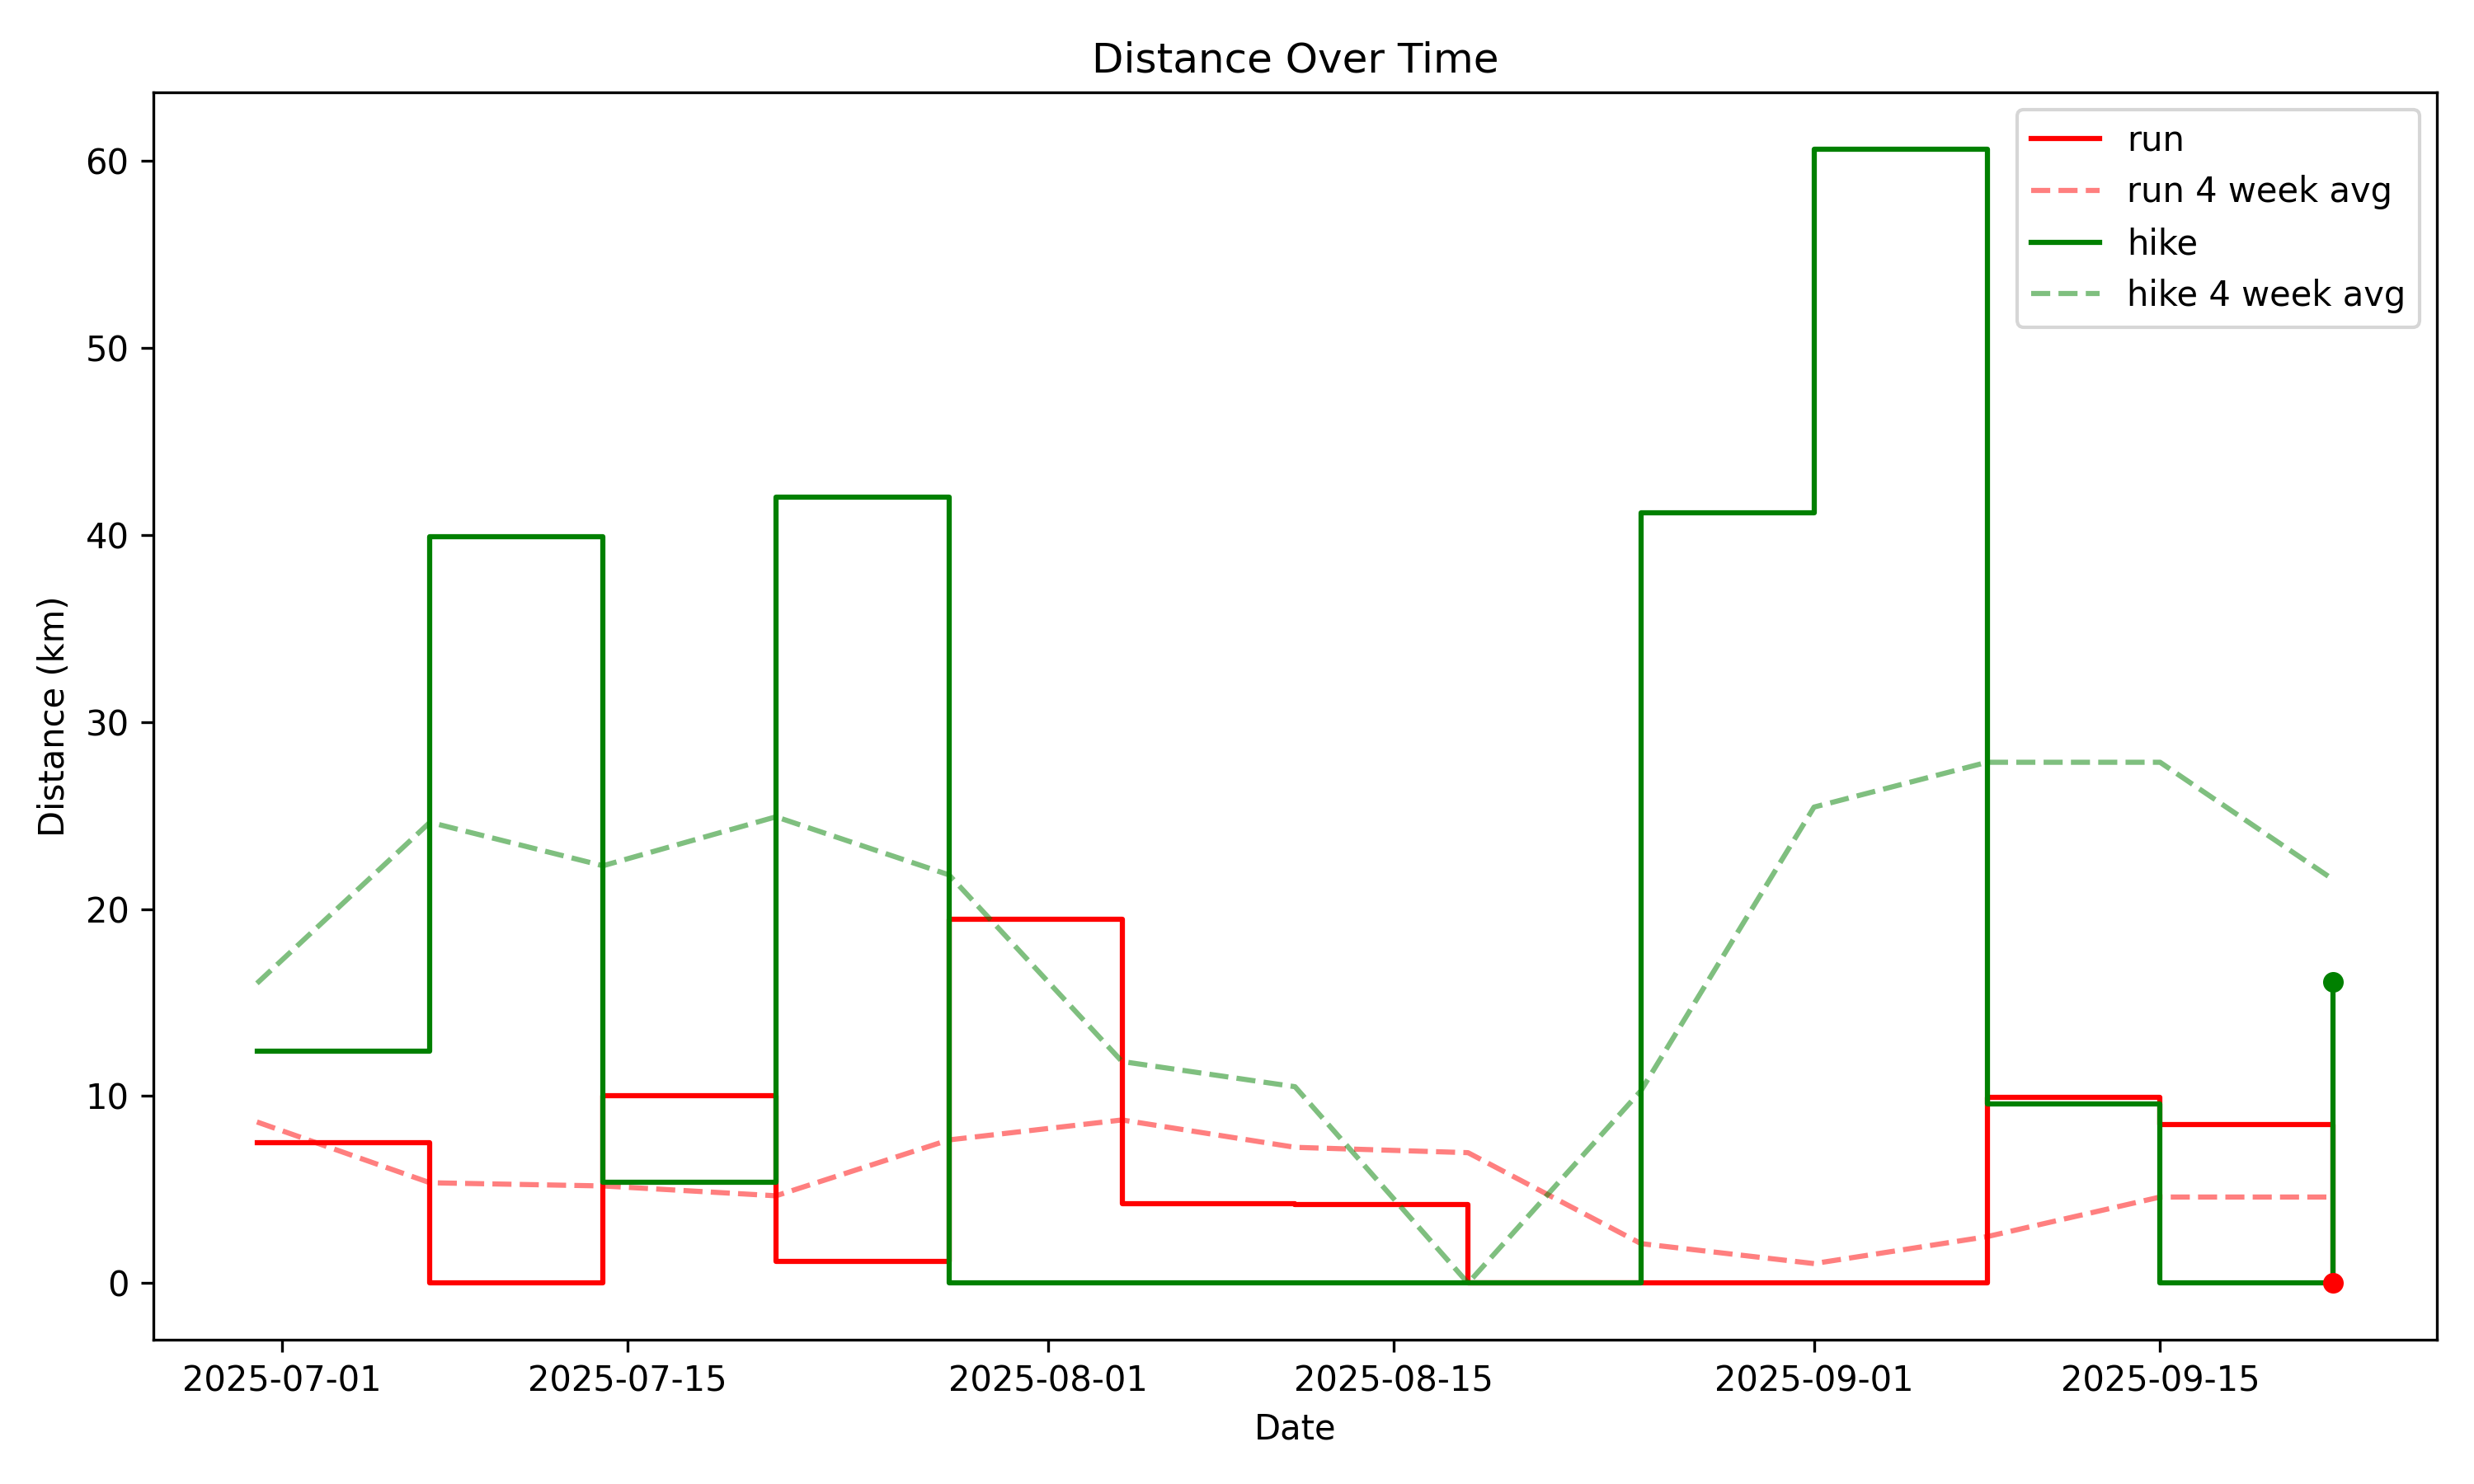 Distance Over Time
run
run 4 week avg
hike
hike 4 week avg
60
50
40
30
20
10
0
Distance (km)
2025-07-01
2025-07-15
2025-08-01
2025-08-15
2025-09-01
2025-09-15
Date